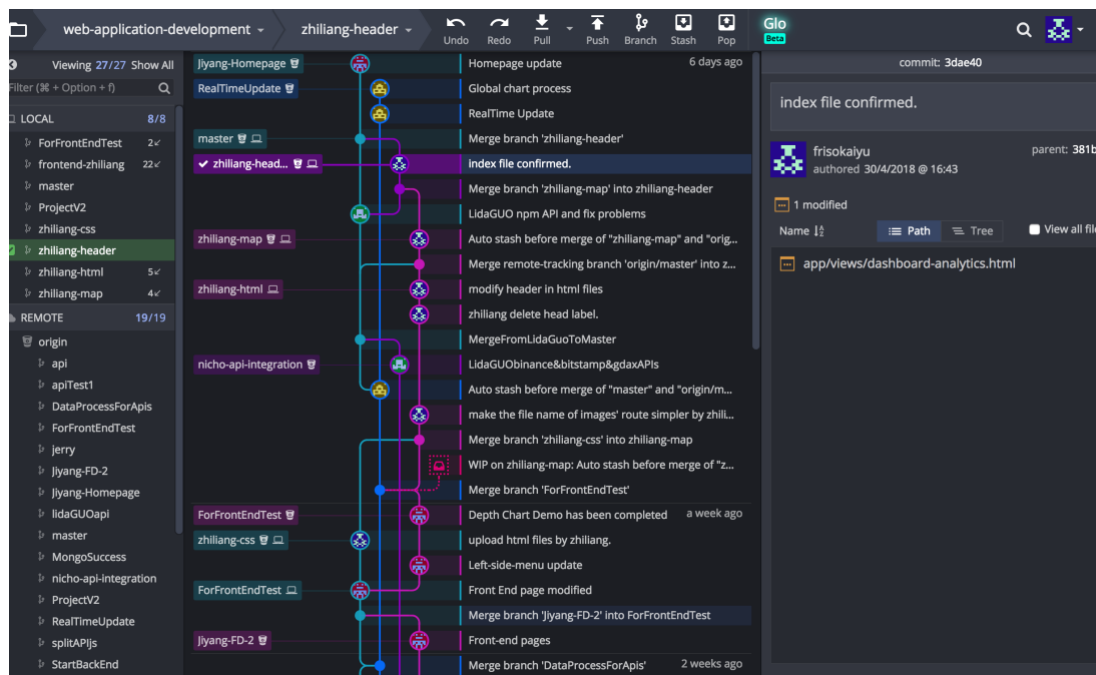 web-application-development
zhiliang-header
Undo
Redo
Pull
Push
Branch
Stash
Pop
Glo
Beta
Viewing 27/27 Show All
Filter (⌘ + Option + f)
LOCAL 8/8
ForFrontEndTest 2↙
frontend-zhiliang 22↙
master
ProjectV2
zhiliang-css
zhiliang-header
zhiliang-html 5↙
zhiliang-map 4↙
REMOTE 19/19
origin
api
apiTest1
DataProcessForApis
ForFrontEndTest
jerry
Jiyang-FD-2
Jiyang-Homepage
lidaGUOapi
master
MongoSuccess
nicho-api-integration
ProjectV2
RealTimeUpdate
splitAPIjs
StartBackEnd
Jiyang-Homepage Homepage update 6 days ago
RealTimeUpdate Global chart process
RealTime Update
master Merge branch 'zhiliang-header'
✓ zhiliang-head... index file confirmed.
Merge branch 'zhiliang-map' into zhiliang-header
LidaGUO npm API and fix problems
zhiliang-map Auto stash before merge of "zhiliang-map" and "orig...
Merge remote-tracking branch 'origin/master' into z...
zhiliang-html modify header in html files
zhiliang delete head label.
MergeFromLidaGuoToMaster
nicho-api-integration LidaGUObinance&bitstamp&gdaxAPIs
Auto stash before merge of "master" and "origin/m...
make the file name of images' route simpler by zhili...
Merge branch 'zhiliang-css' into zhiliang-map
WIP on zhiliang-map: Auto stash before merge of "z...
Merge branch 'ForFrontEndTest'
ForFrontEndTest Depth Chart Demo has been completed a week ago
zhiliang-css upload html files by zhiliang.
Left-side-menu update
ForFrontEndTest Front End page modified
Merge branch 'Jiyang-FD-2' into ForFrontEndTest
Jiyang-FD-2 Front-end pages
Merge branch 'DataProcessForApis' 2 weeks ago
commit: 3dae40
index file confirmed.
frisokaiyu parent: 381b
authored 30/4/2018 @ 16:43
1 modified
Name Path Tree View all file
app/views/dashboard-analytics.html